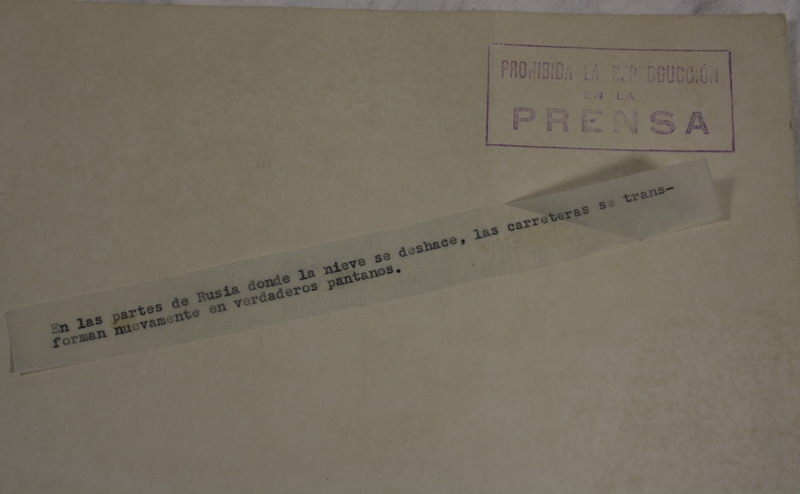 PROHIBIDA LA REPRODUCCIÓN
EN LA
PRENSA
En las partes de Rusia donde la nieve se deshace, las carreteras se trans-
forman nuevamente en verdaderos pantanos.